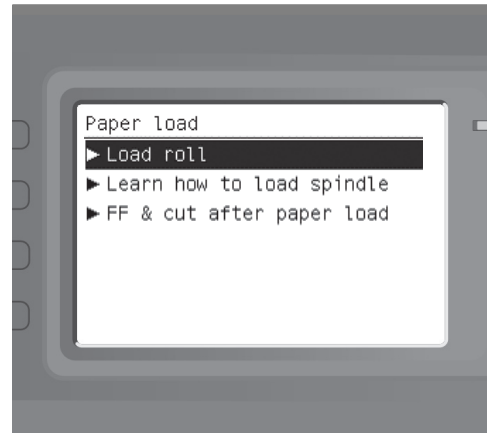 Paper load
▶ Load roll
▶ Learn how to load spindle
▶ FF & cut after paper load